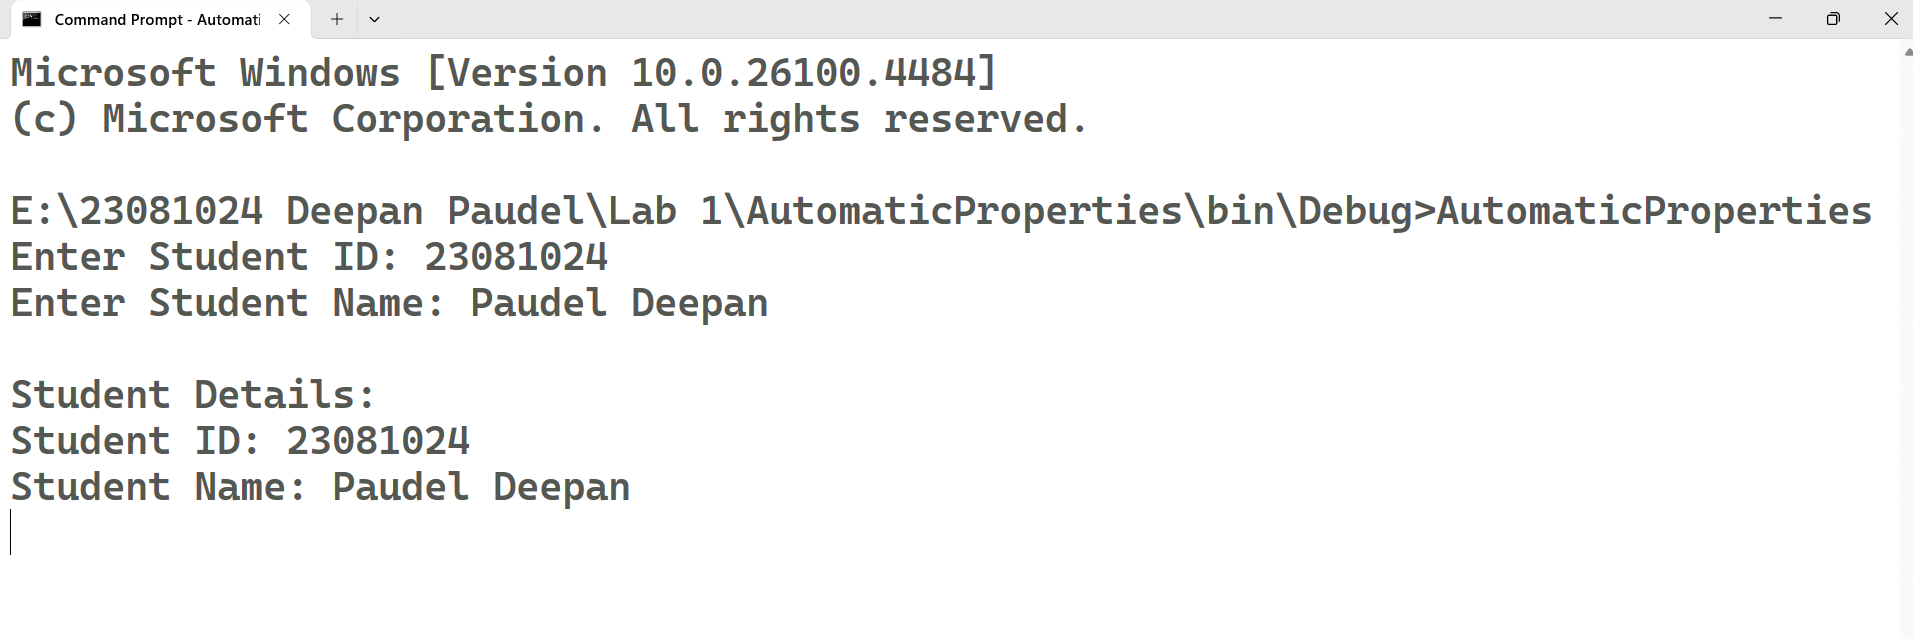 Command Prompt - Automati
Microsoft Windows [Version 10.0.26100.4484]
(c) Microsoft Corporation. All rights reserved.
E:\23081024 Deepan Paudel\Lab 1\AutomaticProperties\bin\Debug>AutomaticProperties
Enter Student ID: 23081024
Enter Student Name: Paudel Deepan
Student Details:
Student ID: 23081024
Student Name: Paudel Deepan